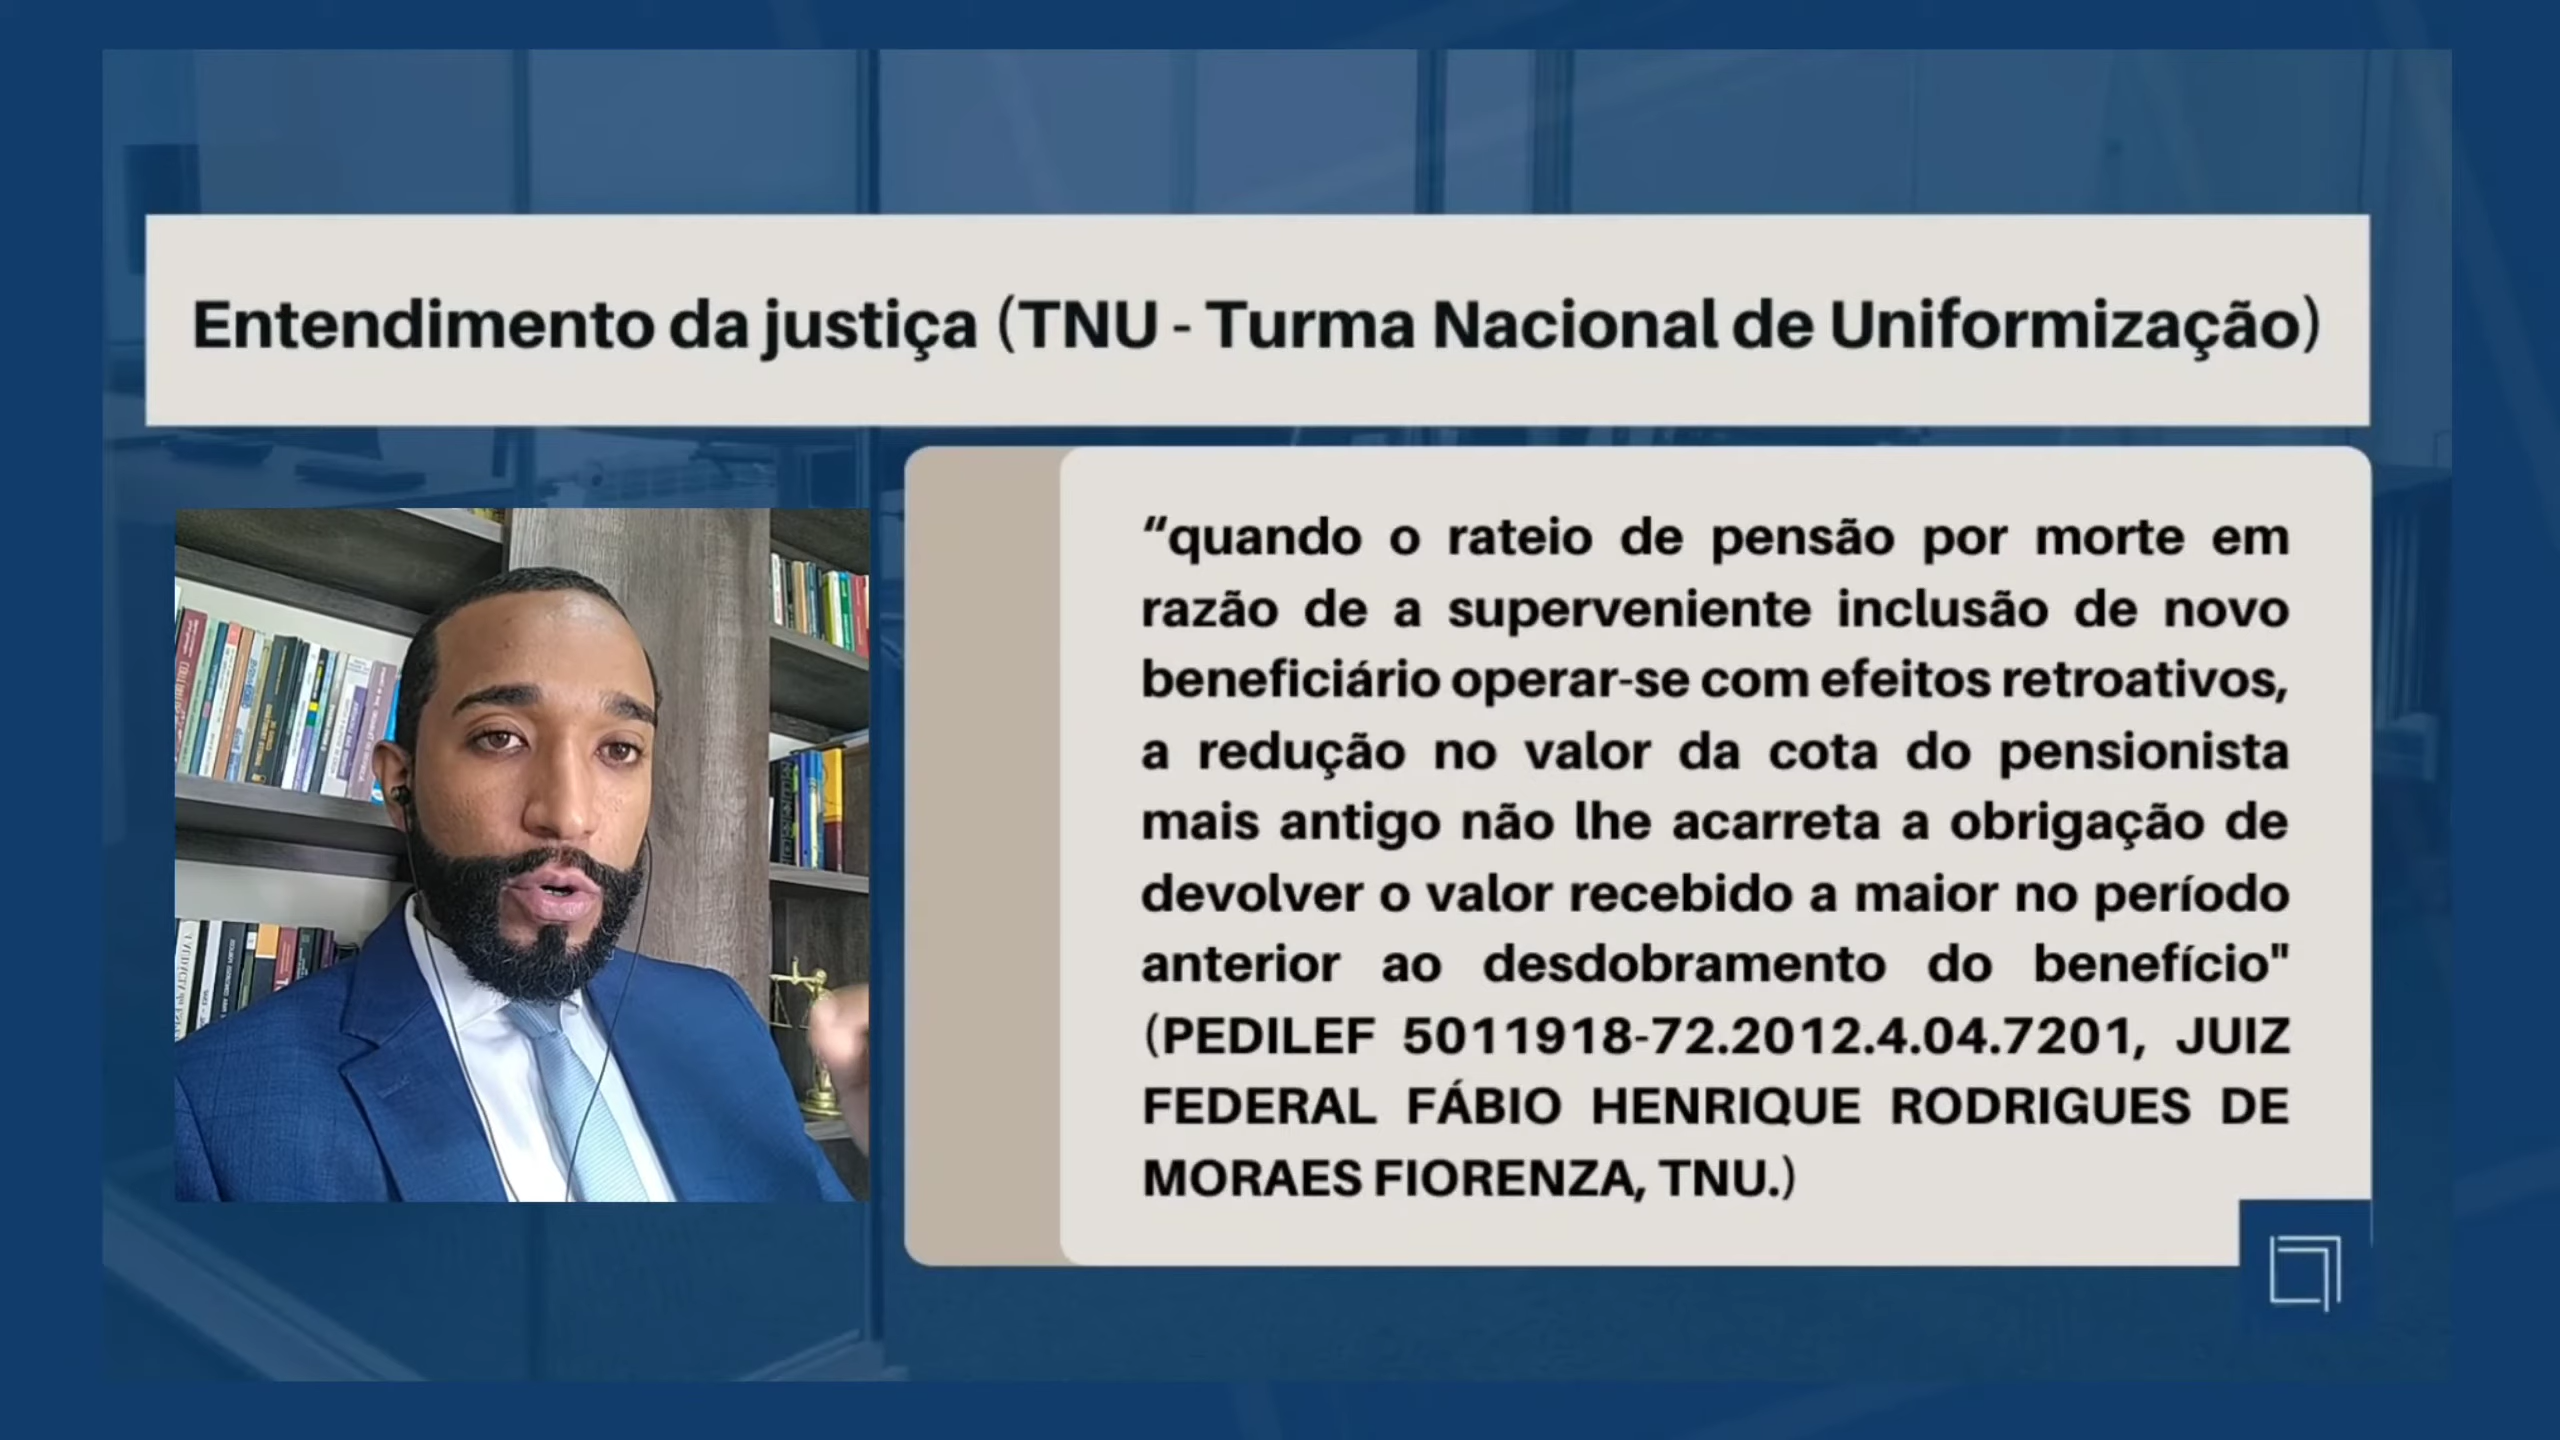 Entendimento da justiça (TNU - Turma Nacional de Uniformização)
“quando o rateio de pensão por morte em
razão de a superveniente inclusão de novo
beneficiário operar-se com efeitos retroativos,
a redução no valor da cota do pensionista
mais antigo não lhe acarreta a obrigação de
devolver o valor recebido a maior no período
anterior ao desdobramento do benefício"
(PEDILEF 5011918-72.2012.4.04.7201, JUIZ
FEDERAL FÁBIO HENRIQUE RODRIGUES DE
MORAES FIORENZA, TNU.)